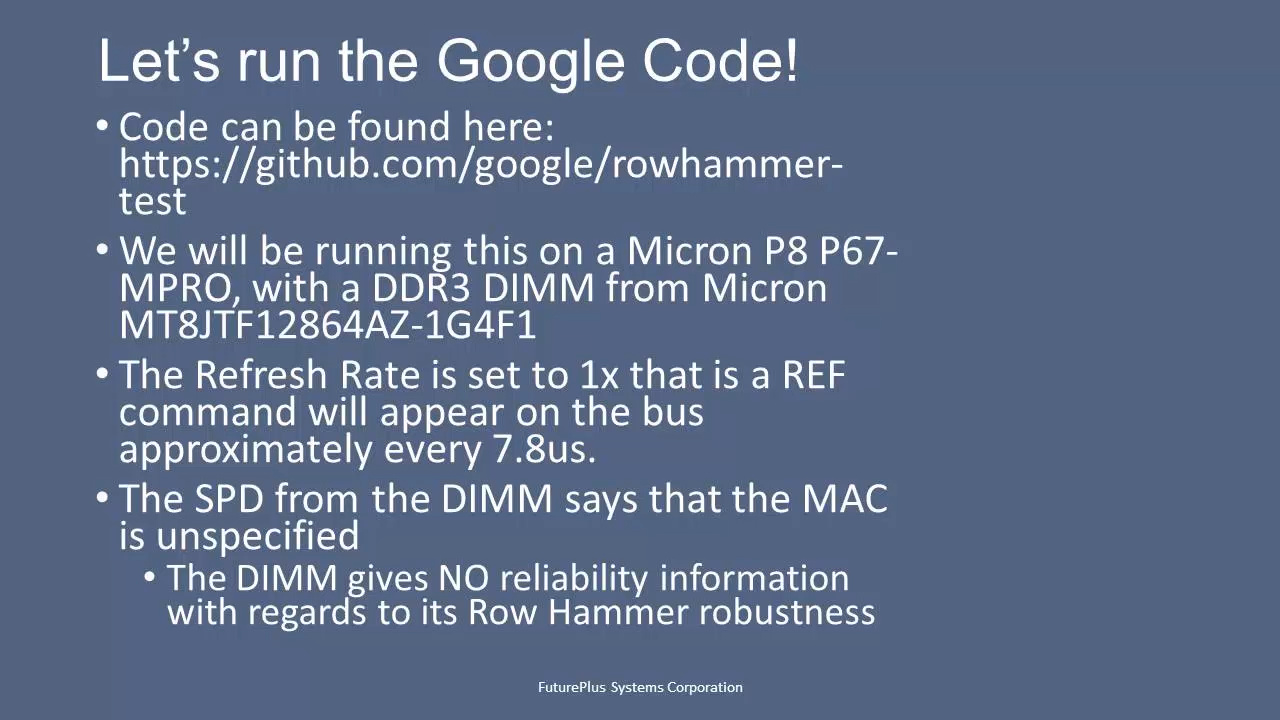 Let's run the Google Code!
• Code can be found here:
https://github.com/google/rowhammer-
test
• We will be running this on a Micron P8 P67-
MPRO, with a DDR3 DIMM from Micron
MT8JTF12864AZ-1G4F1
• The Refresh Rate is set to 1x that is a REF
command will appear on the bus
approximately every 7.8us.
• The SPD from the DIMM says that the MAC
is unspecified
• The DIMM gives NO reliability information
with regards to its Row Hammer robustness
FuturePlus Systems Corporation